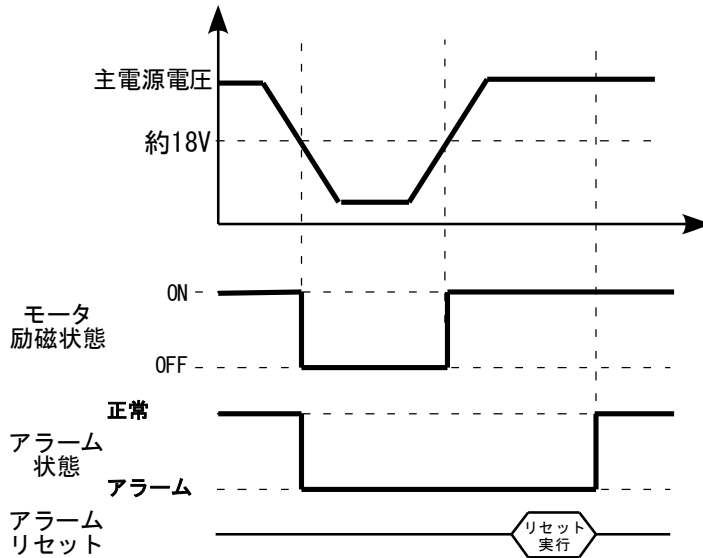 主電源電圧
約18V
ON
モータ
励磁状態
OFF
正常
アラーム
状態
アラーム
アラーム
リセット
リセット
実行